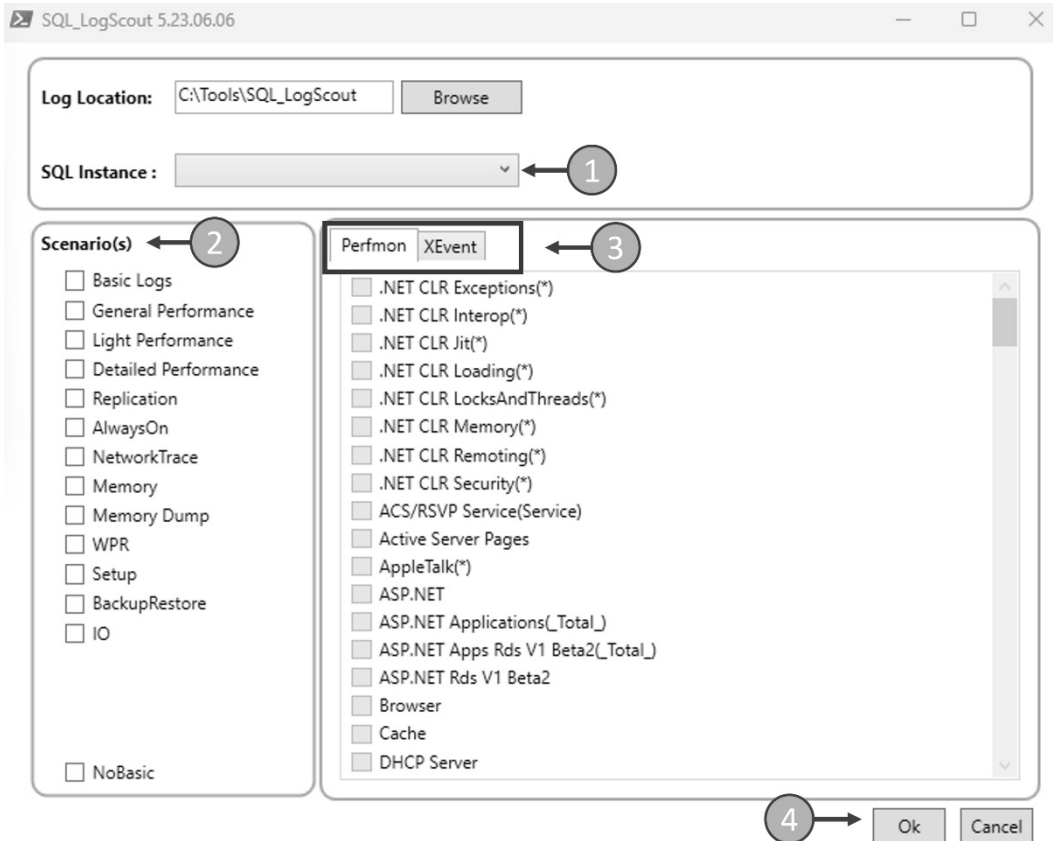 SQL_LogScout 5.23.06.06
Log Location: C:\Tools\SQL_LogScout Browse
SQL Instance : 1
Scenario(s) 2
Basic Logs
General Performance
Light Performance
Detailed Performance
Replication
AlwaysOn
NetworkTrace
Memory
Memory Dump
WPR
Setup
BackupRestore
IO
NoBasic
Perfmon XEvent 3
.NET CLR Exceptions(*)
.NET CLR Interop(*)
.NET CLR Jit(*)
.NET CLR Loading(*)
.NET CLR LocksAndThreads(*)
.NET CLR Memory(*)
.NET CLR Remoting(*)
.NET CLR Security(*)
ACS/RSVP Service(Service)
Active Server Pages
AppleTalk(*)
ASP.NET
ASP.NET Applications(_Total_)
ASP.NET Apps Rds V1 Beta2(_Total_)
ASP.NET Rds V1 Beta2
Browser
Cache
DHCP Server
4 Ok Cancel